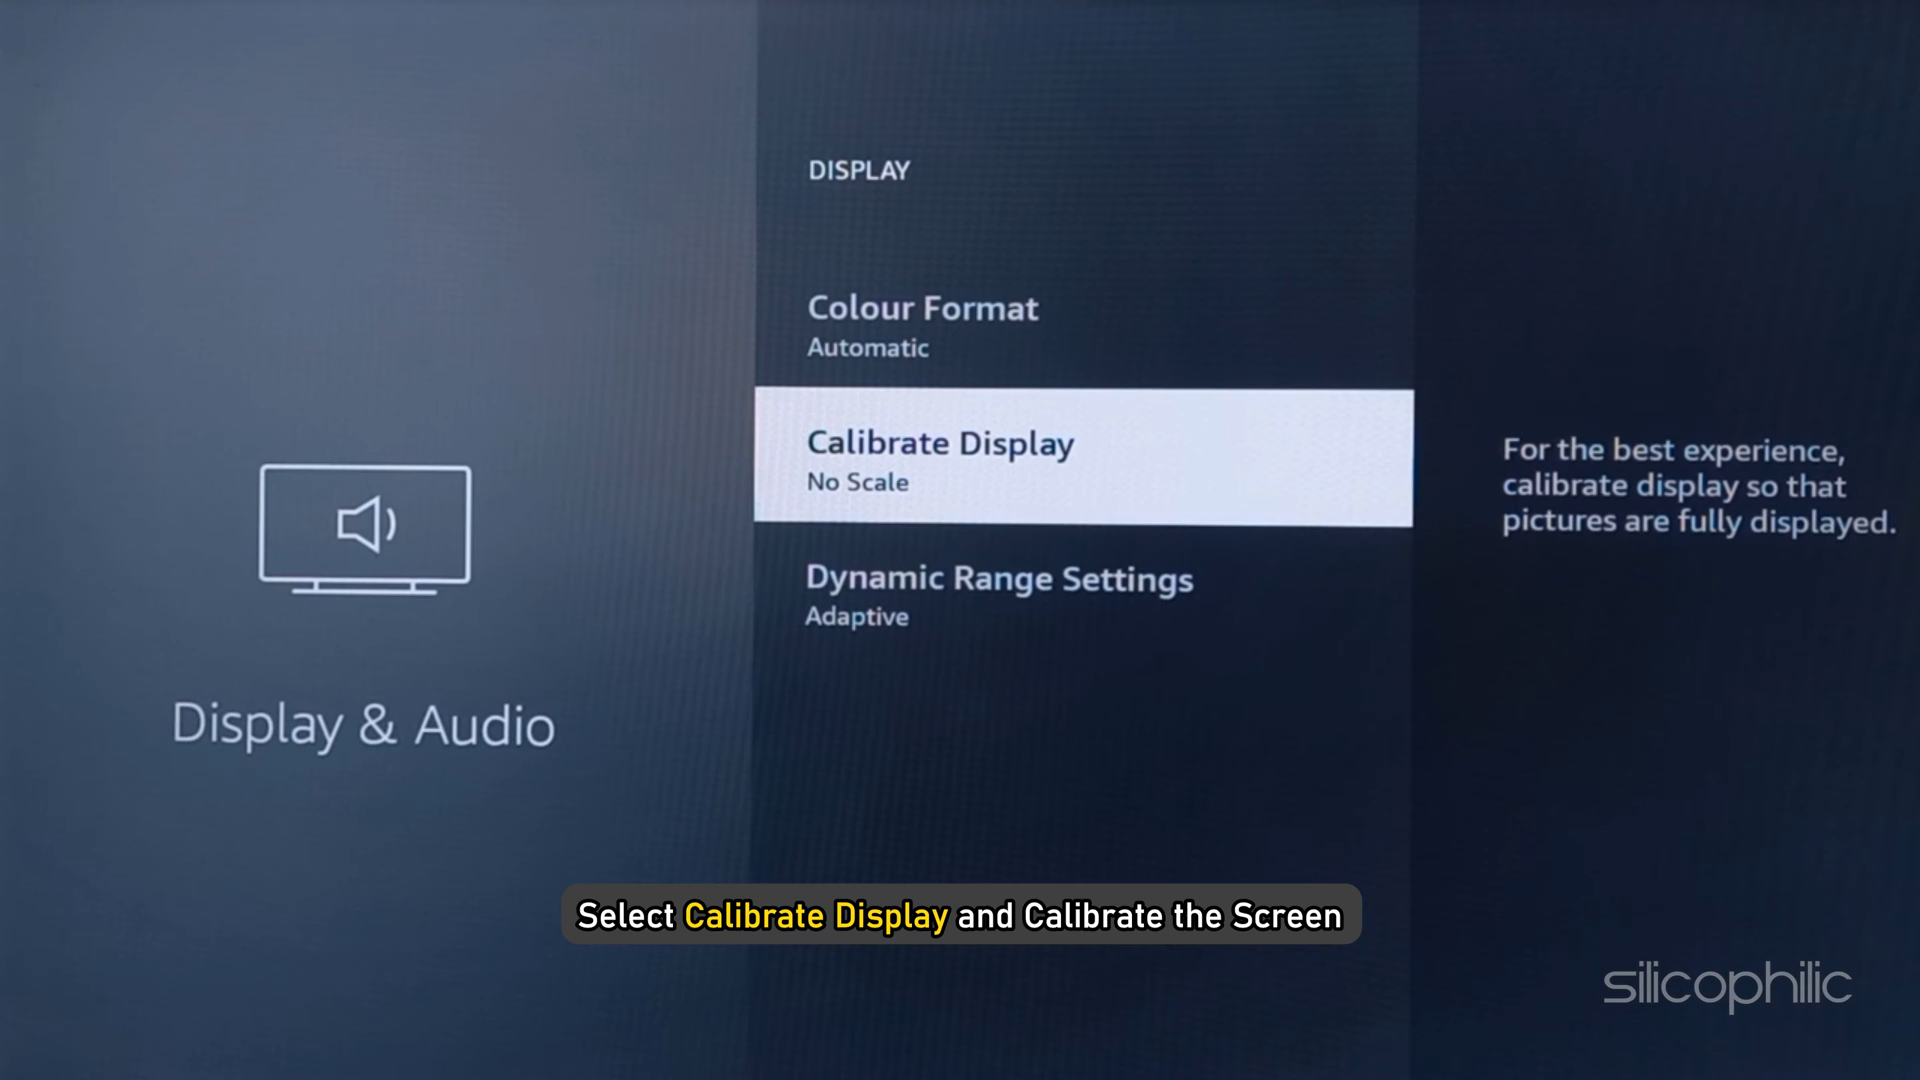 DISPLAY
Colour Format
Automatic
Calibrate Display
No Scale
Dynamic Range Settings
Adaptive
For the best experience,
calibrate display so that
pictures are fully displayed.
Display & Audio
Select Calibrate Display and Calibrate the Screen
silicophilic